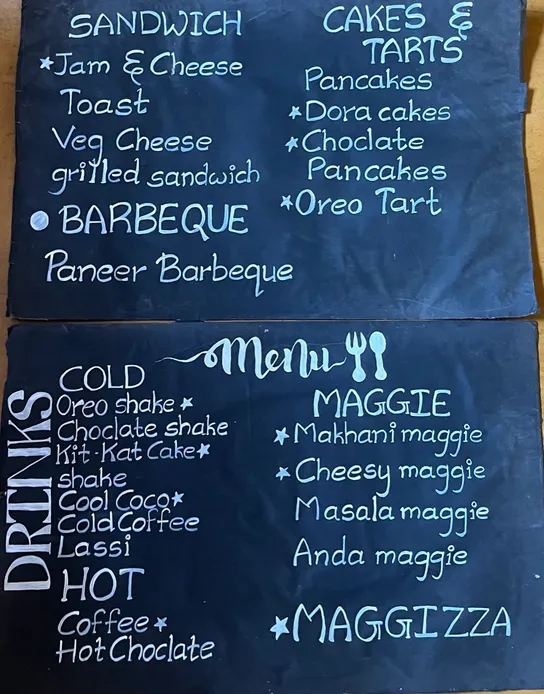 SANDWICH
★Jam & Cheese
Toast
Veg Cheese
grilled sandwich
BARBEQUE
Paneer Barbeque
CAKES &
TARTS
Pancakes
★Dora cakes
★Choclate
Pancakes
★Oreo Tart
Menu
DRINKS
COLD
Oreo shake★
Choclate shake
Kit-Kat Cake★
shake
Cool Coco★
Cold Coffee
Lassi
HOT
Coffee★
Hot Choclate
MAGGIE
★Makhani maggie
★Cheesy maggie
Masala maggie
Anda maggie
★MAGGIZZA